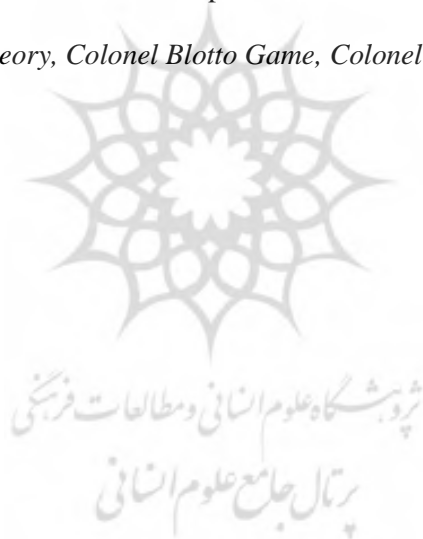 eory, Colonel Blotto Game, Colonel
پژوهشگاه علوم انسانی و مطالعات فرهنگی
پرتال جامع علوم انسانی